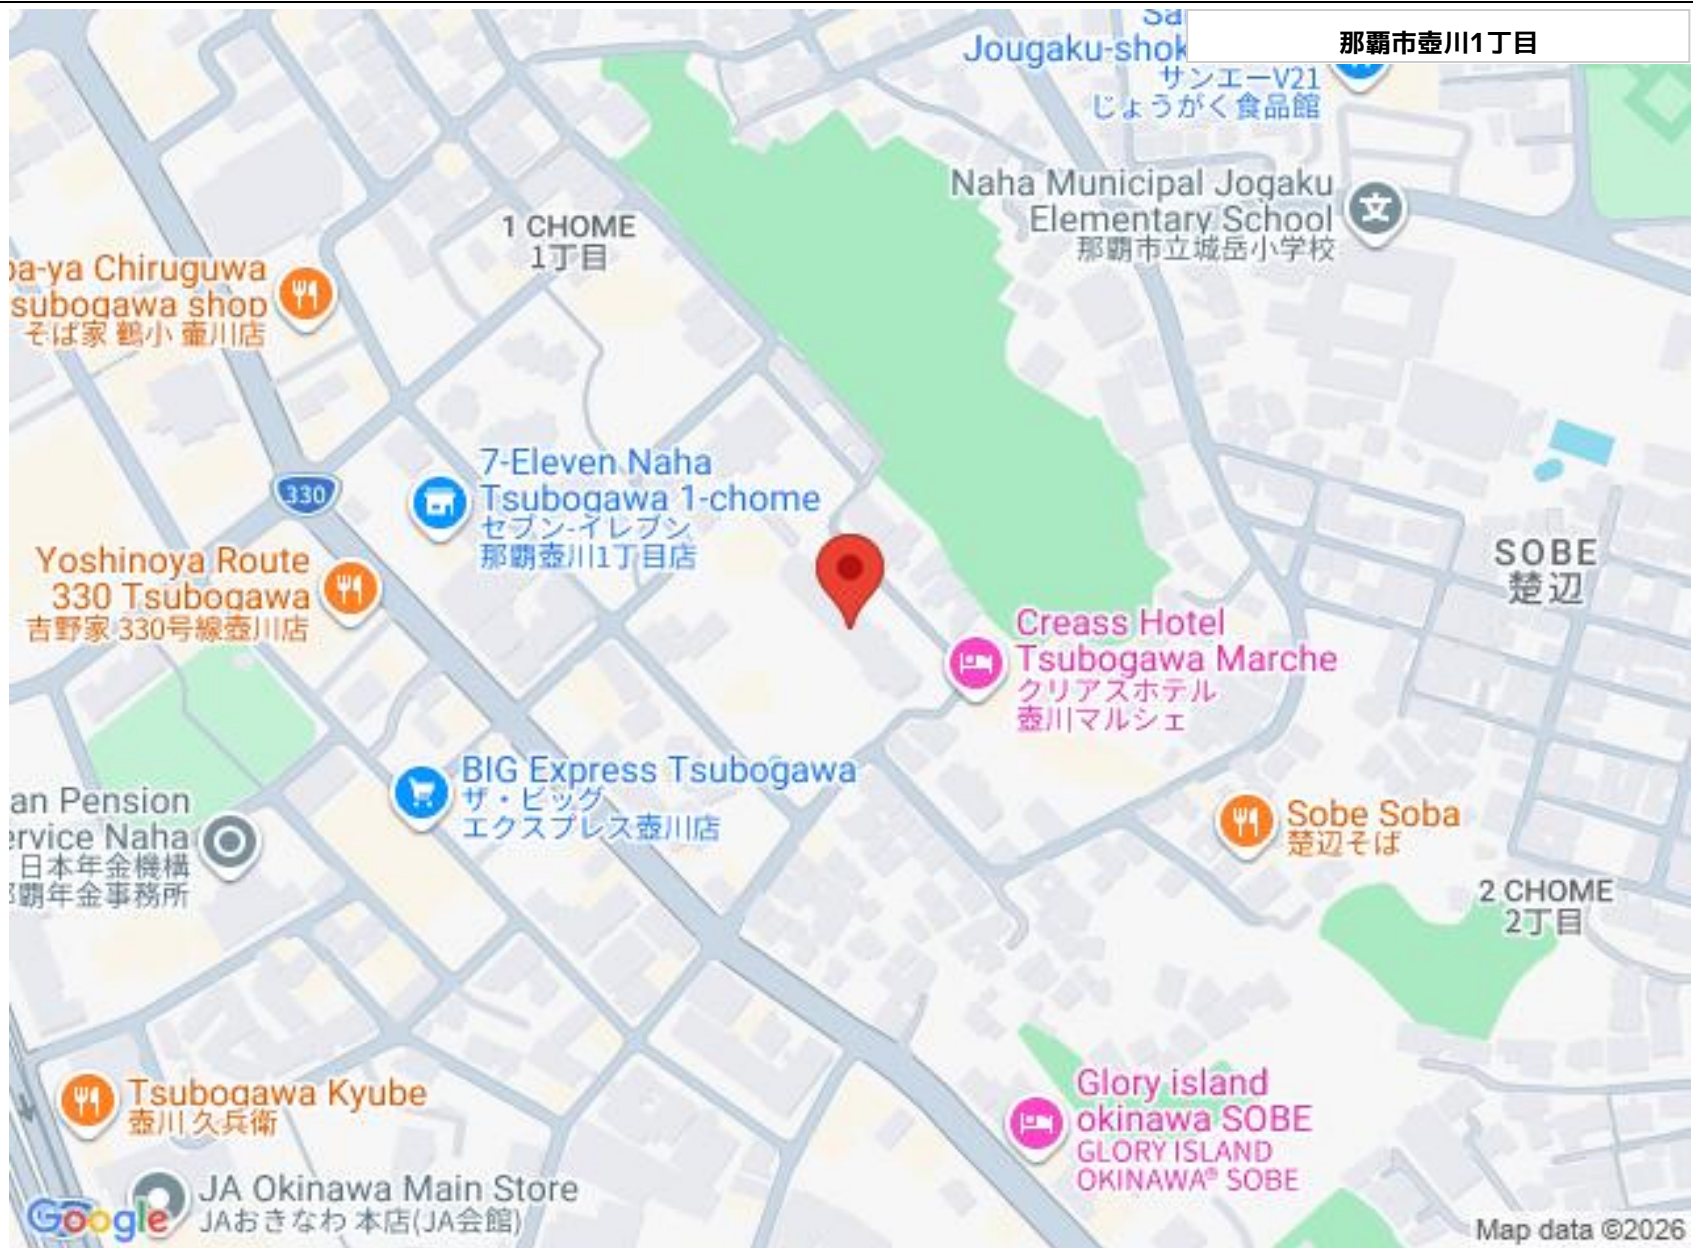 那覇市壺川1丁目
Jougaku-shok
サンエーV21
じょうがく食品館
Naha Municipal Jogaku
Elementary School
那覇市立城岳小学校
1 CHOME
1丁目
ba-ya Chiruguwa
subogawa shop
そば家 鶴小 壷川店
330
7-Eleven Naha
Tsubogawa 1-chome
セブン-イレブン
那覇壺川1丁目店
SOBE
楚辺
Yoshinoya Route
330 Tsubogawa
吉野家 330号線壺川店
Creass Hotel
Tsubogawa Marche
クリアスホテル
壺川マルシェ
BIG Express Tsubogawa
ザ・ビッグ
エクスプレス壺川店
an Pension
ervice Naha
日本年金機構
那覇年金事務所
Sobe Soba
楚辺そば
2 CHOME
2丁目
Tsubogawa Kyube
壺川 久兵衛
Glory island
okinawa SOBE
GLORY ISLAND
OKINAWA® SOBE
JA Okinawa Main Store
JAおきなわ 本店(JA会館)
Google
Map data ©2026